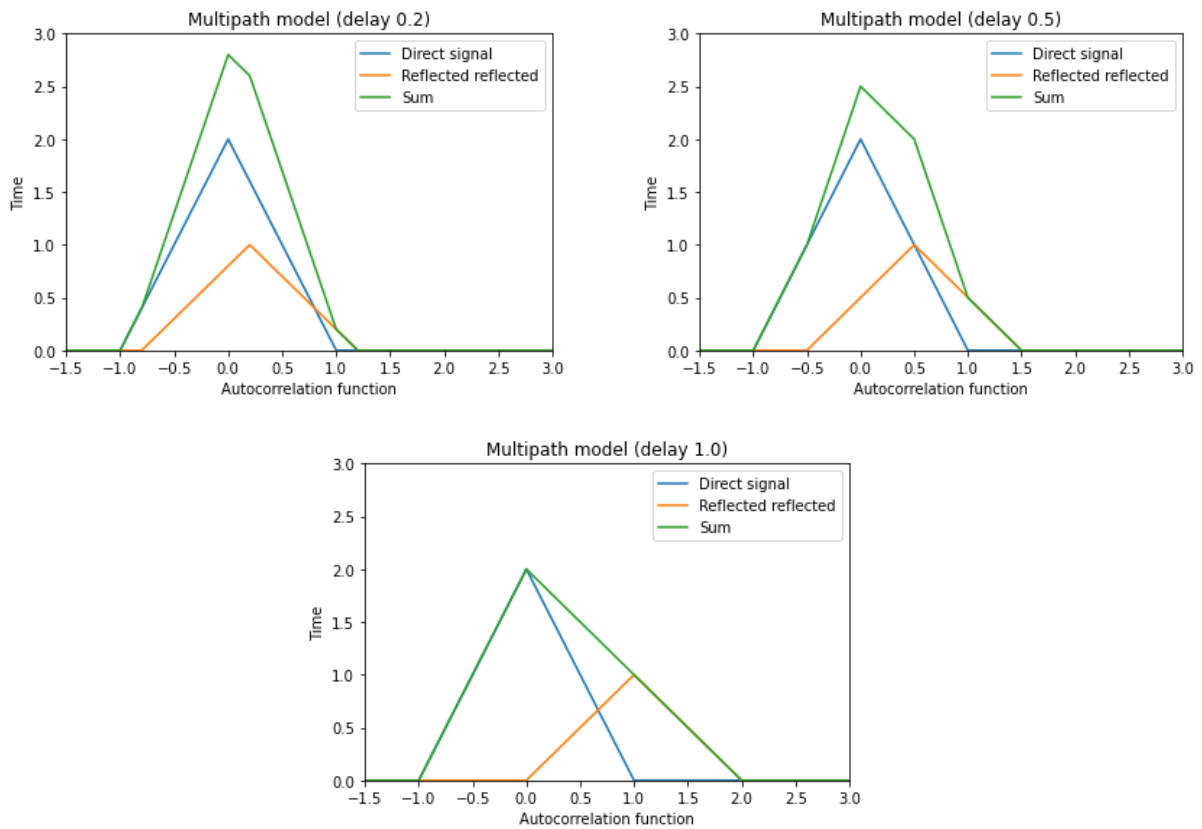 Multipath model (delay 0.2)
3.0
2.5
2.0
1.5
1.0
0.5
0.0
Time
Direct signal
Reflected reflected
Sum
−1.5 −1.0 −0.5 0.0 0.5 1.0 1.5 2.0 2.5 3.0
Autocorrelation function
Multipath model (delay 0.5)
3.0
2.5
2.0
1.5
1.0
0.5
0.0
Time
Direct signal
Reflected reflected
Sum
−1.5 −1.0 −0.5 0.0 0.5 1.0 1.5 2.0 2.5 3.0
Autocorrelation function
Multipath model (delay 1.0)
3.0
2.5
2.0
1.5
1.0
0.5
0.0
Time
Direct signal
Reflected reflected
Sum
−1.5 −1.0 −0.5 0.0 0.5 1.0 1.5 2.0 2.5 3.0
Autocorrelation function